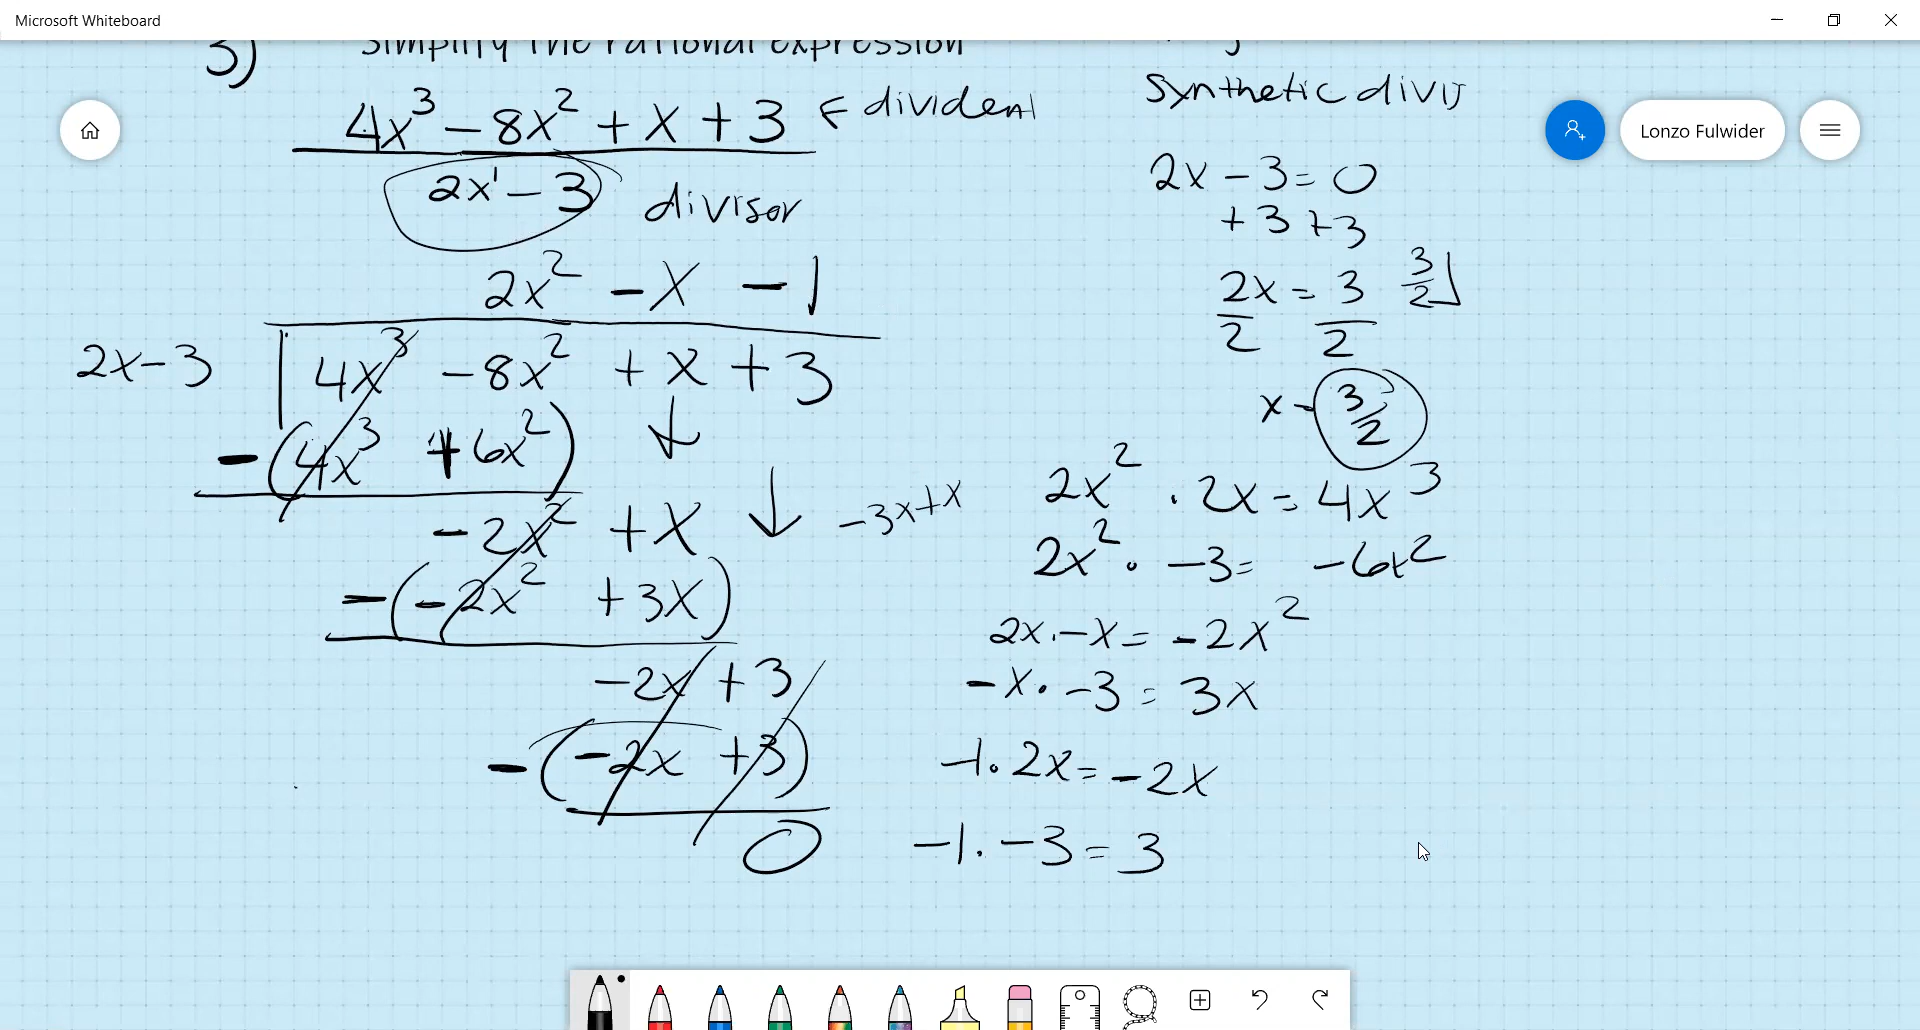 Microsoft Whiteboard
3) Simplify the rational expression
4x³ - 8x² + x + 3 ← divident
2x¹ - 3 divisor
2x² - x - 1
2x-3 4x³ - 8x² + x + 3
-(4x³ + 6x²)
-2x² + x
-(-2x² + 3x)
-2x + 3
-(-2x + 3)
0
-3x+x
synthetic divis
2x - 3 = 0
+3 +3
2x = 3
2 2
3/2
x - 3/2
2x² · 2x = 4x³
2x² · -3 = -6x²
2x · -x = -2x²
-x · -3 = 3x
-1 · 2x = -2x
-1 · -3 = 3
Lonzo Fulwider